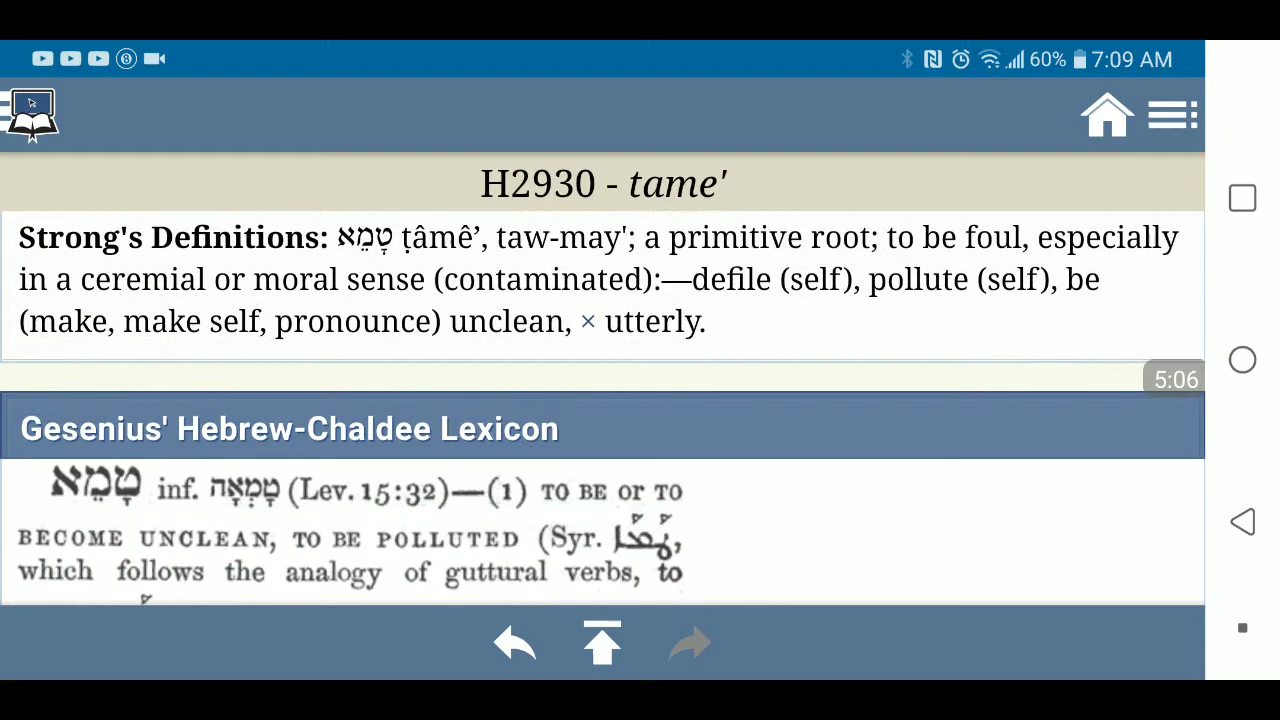 60% 7:09 AM
H2930 - tame'
Strong's Definitions: טָמֵא ṭâmêʼ, taw-may'; a primitive root; to be foul, especially
in a ceremial or moral sense (contaminated):—defile (self), pollute (self), be
(make, make self, pronounce) unclean, × utterly.
5:06
Gesenius' Hebrew-Chaldee Lexicon
טָמֵא inf. טָמְאָה (Lev. 15:32)—(1) TO BE or TO
BECOME UNCLEAN, TO BE POLLUTED (Syr.
which follows the analogy of guttural verbs, to